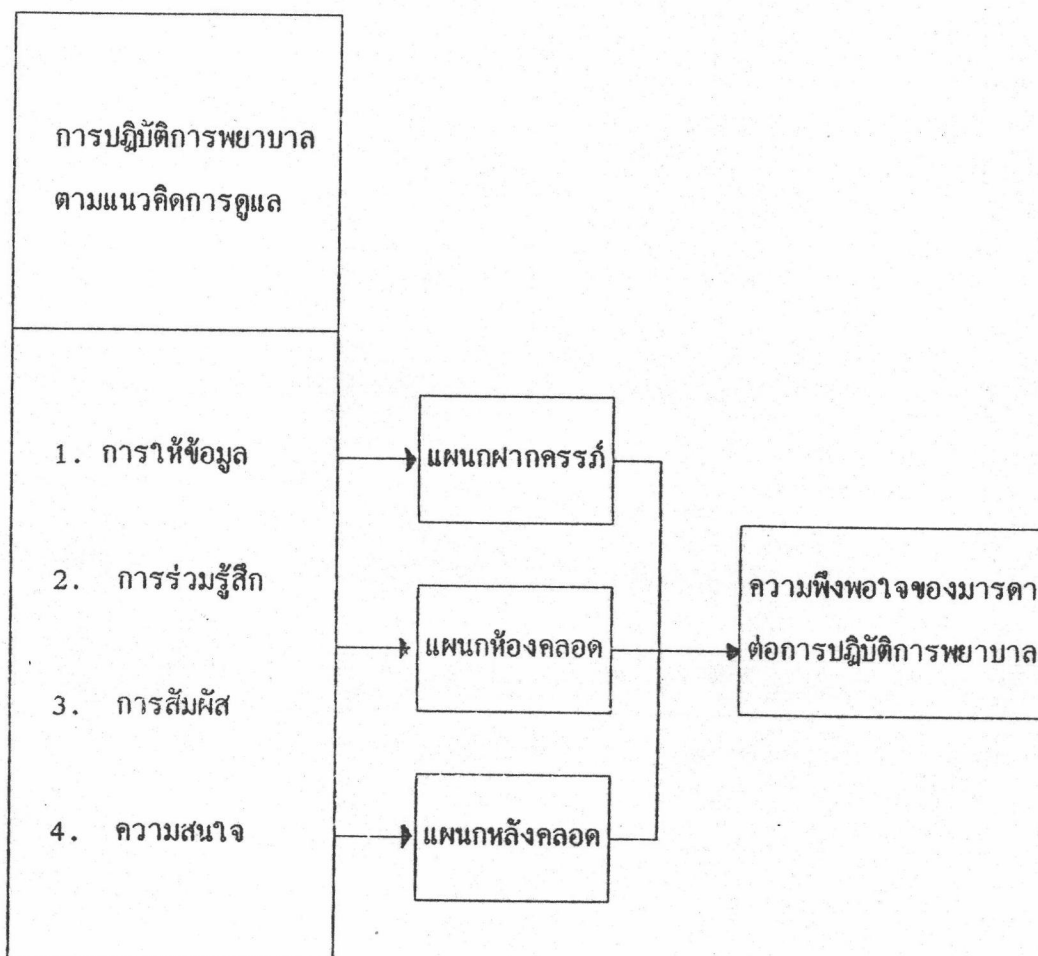 การปฏิบัติการพยาบาล
ตามแนวคิดการดูแล
1. การให้ข้อมูล
2. การร่วมรู้สึก
3. การสัมผัส
4. ความสนใจ
แผนกฝากครรภ์
แผนกห้องคลอด
แผนกหลังคลอด
ความพึงพอใจของมารดา
ต่อการปฏิบัติการพยาบาล